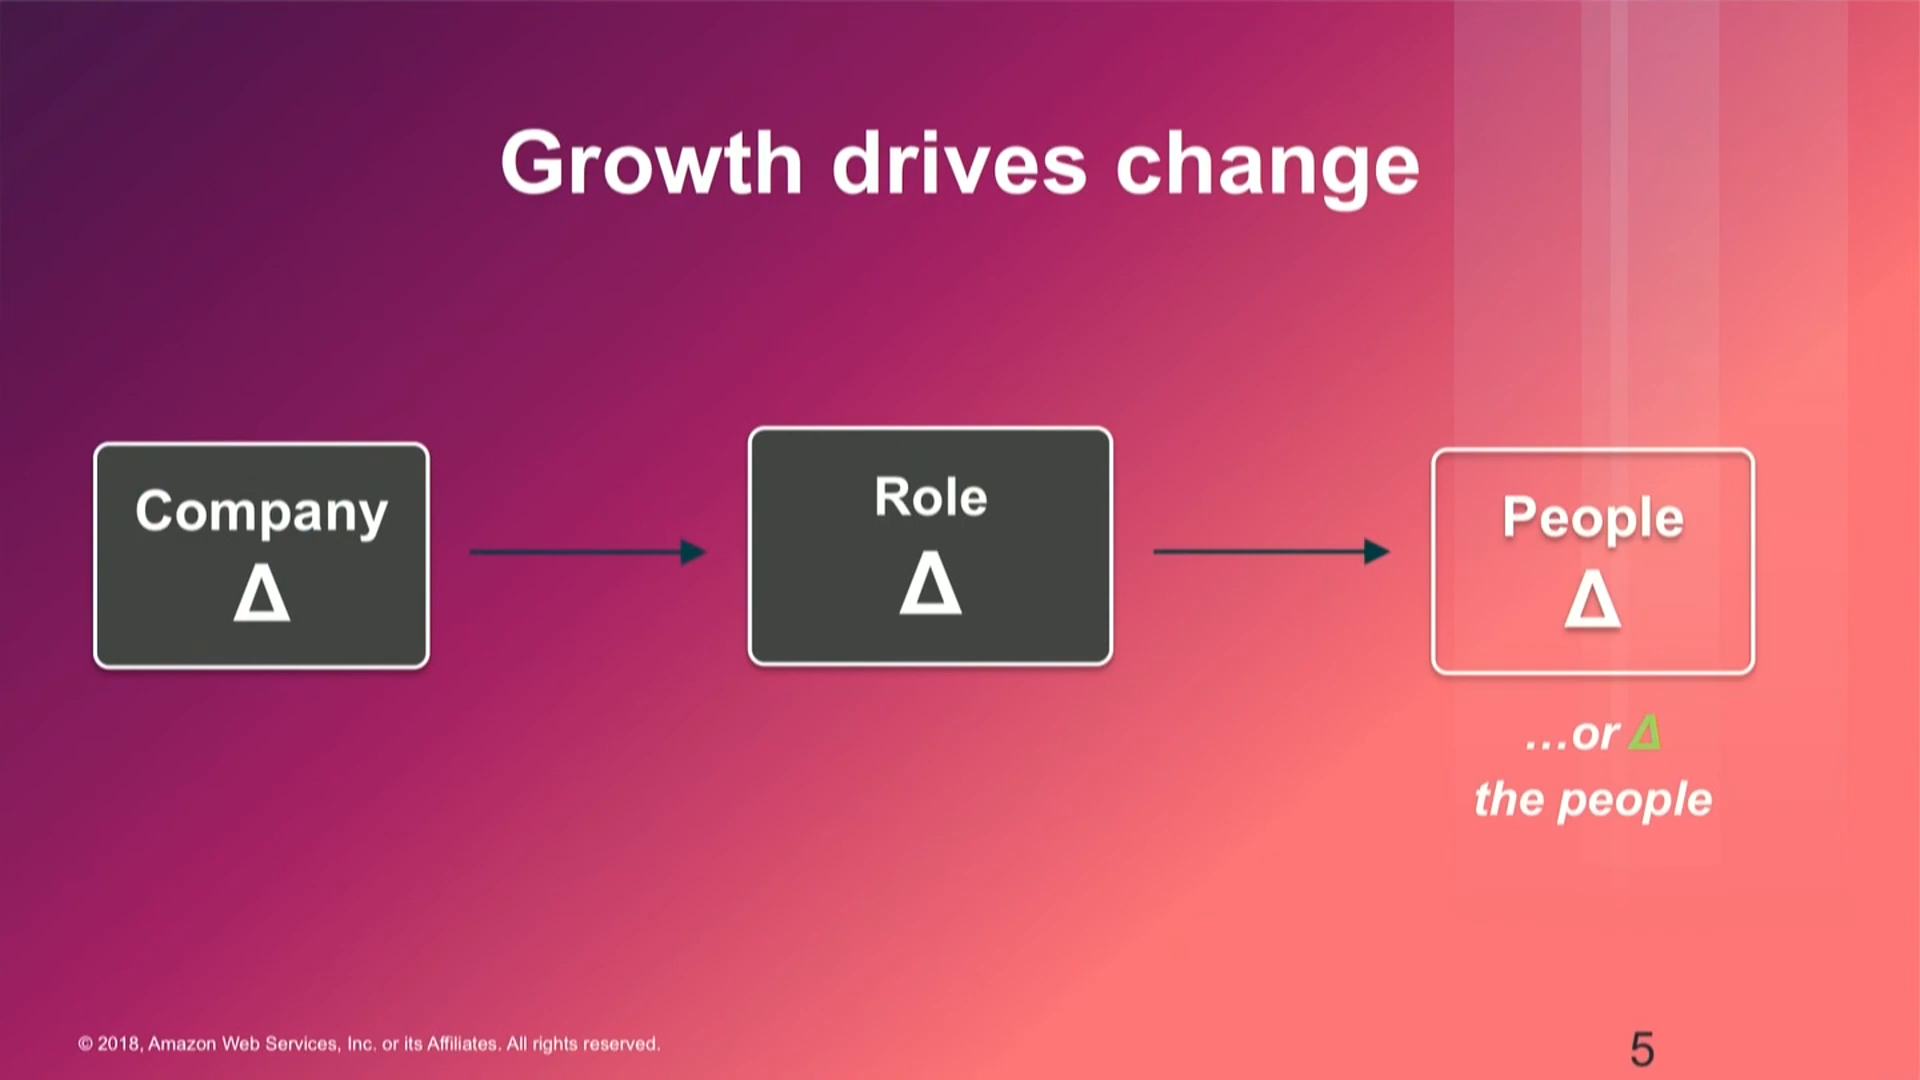 Growth drives change
Company
Δ
Role
Δ
People
Δ
...or Δ
the people
© 2018, Amazon Web Services, Inc. or its Affiliates. All rights reserved.
5